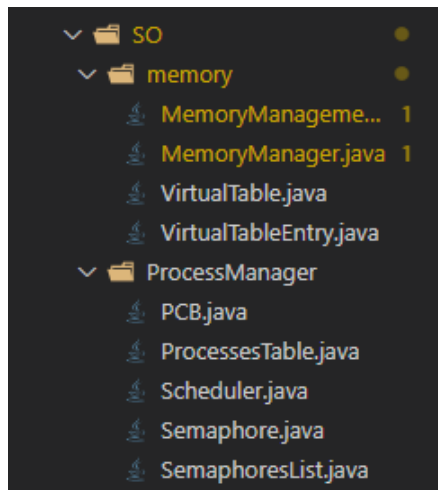 SO
memory
MemoryManageme... 1
MemoryManager.java 1
VirtualTable.java
VirtualTableEntry.java
ProcessManager
PCB.java
ProcessesTable.java
Scheduler.java
Semaphore.java
SemaphoresList.java